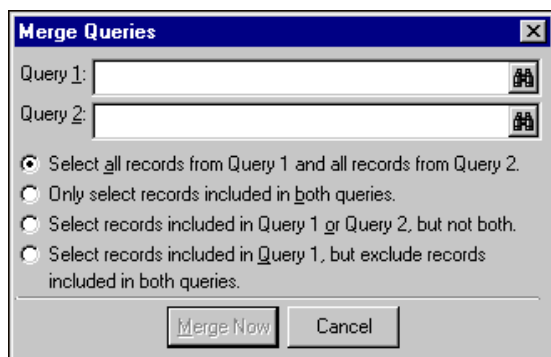 Merge Queries
Query 1:
Query 2:
Select all records from Query 1 and all records from Query 2.
Only select records included in both queries.
Select records included in Query 1 or Query 2, but not both.
Select records included in Query 1, but exclude records
included in both queries.
Merge Now Cancel